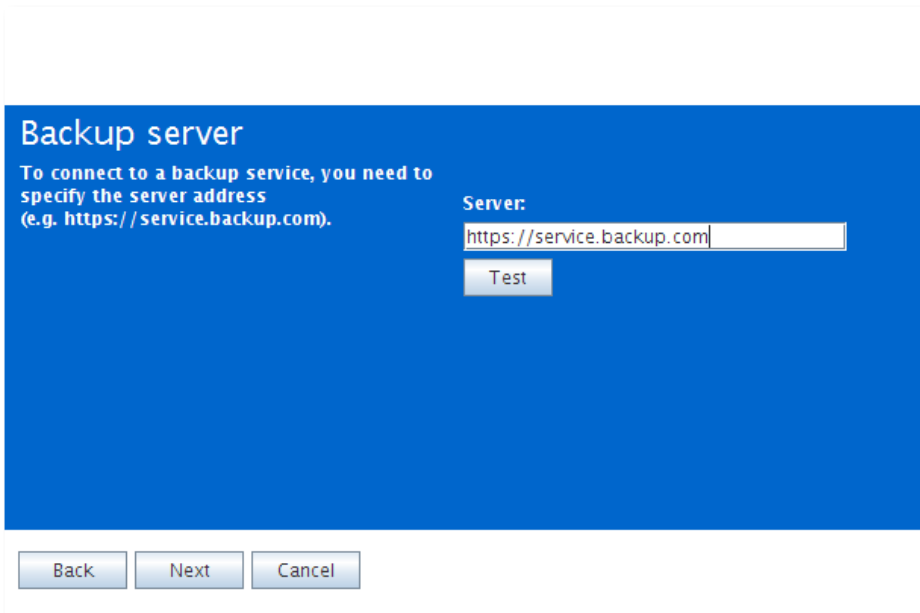 Backup server
To connect to a backup service, you need to
specify the server address
(e.g. https://service.backup.com).
Server:
https://service.backup.com
Test
Back
Next
Cancel